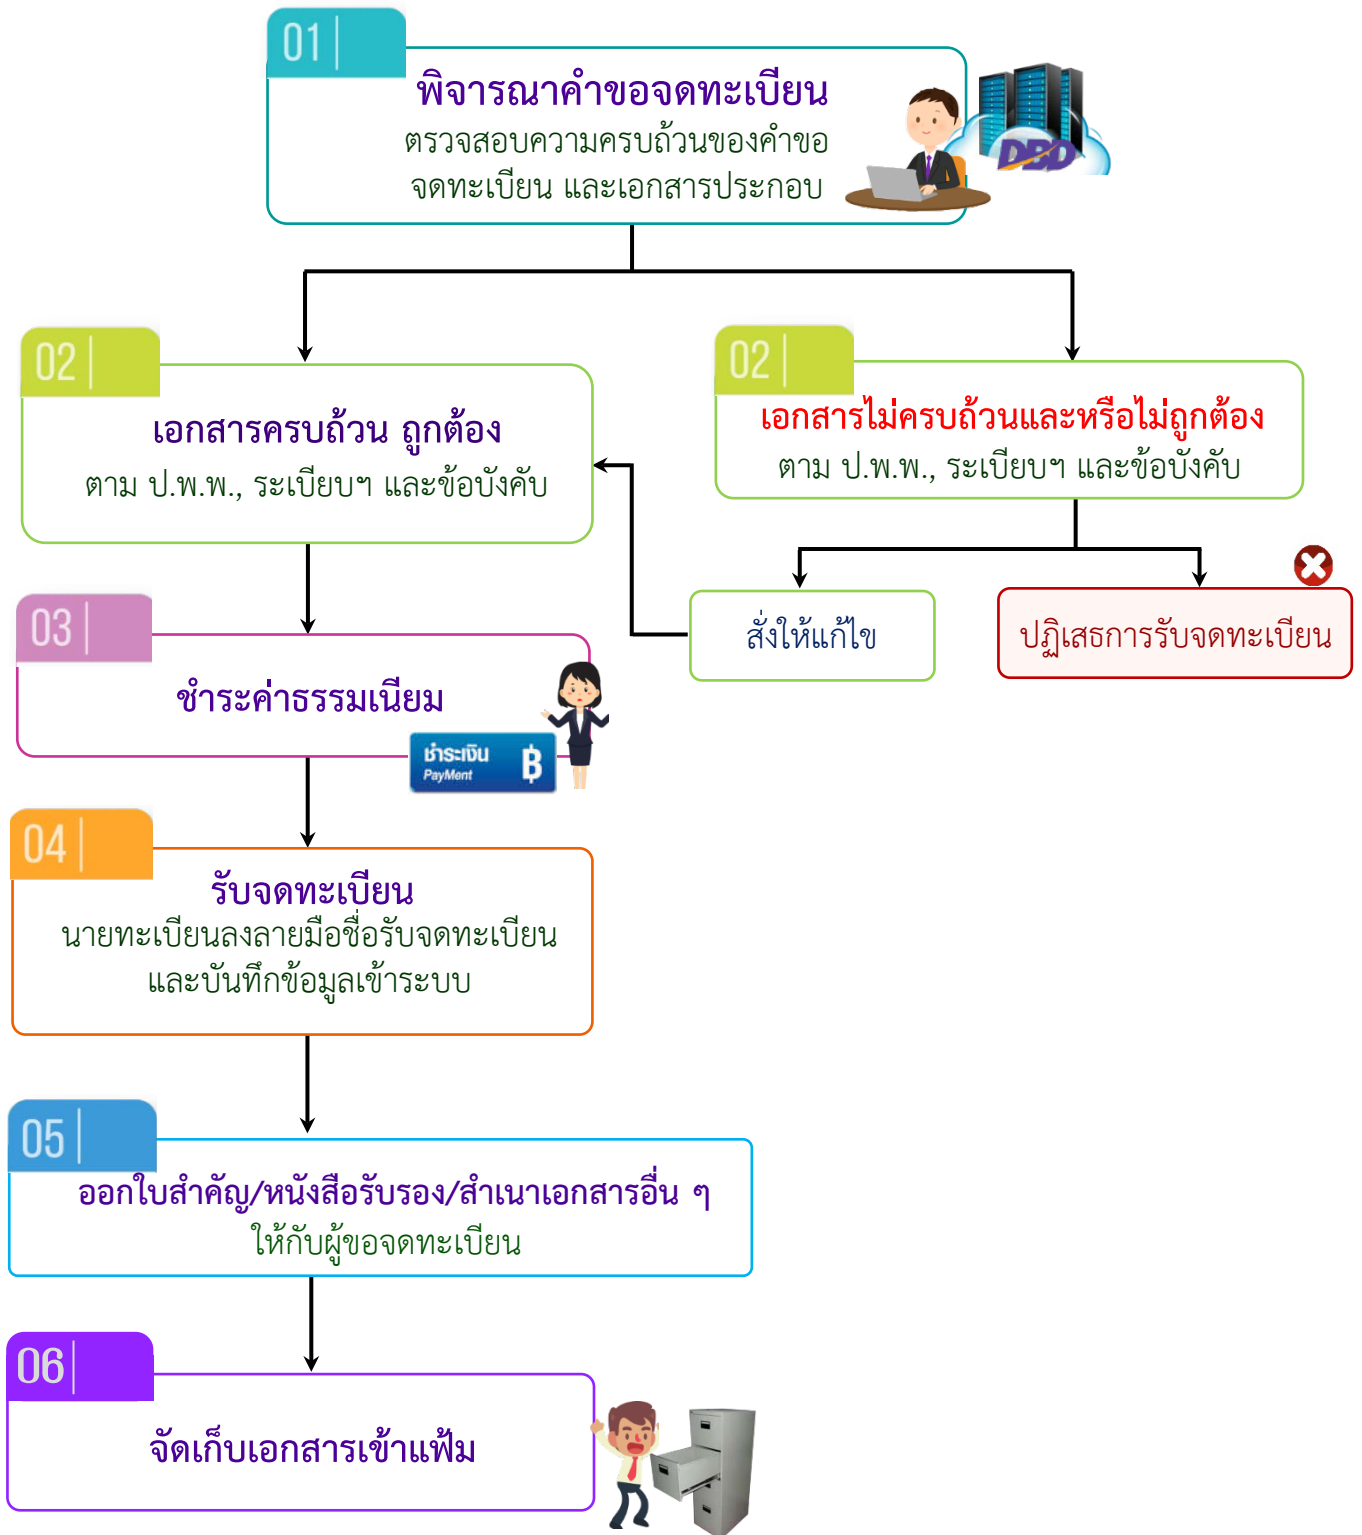 01
พิจารณาคำขอจดทะเบียน
ตรวจสอบความครบถ้วนของคำขอ
จดทะเบียน และเอกสารประกอบ
DBD
02
เอกสารครบถ้วน ถูกต้อง
ตาม ป.พ.พ., ระเบียบฯ และข้อบังคับ
02
เอกสารไม่ครบถ้วนและหรือไม่ถูกต้อง
ตาม ป.พ.พ., ระเบียบฯ และข้อบังคับ
สั่งให้แก้ไข
ปฏิเสธการรับจดทะเบียน
03
ชำระค่าธรรมเนียม
ชำระเงิน
PayMent
฿
04
รับจดทะเบียน
นายทะเบียนลงลายมือชื่อรับจดทะเบียน
และบันทึกข้อมูลเข้าระบบ
05
ออกใบสำคัญ/หนังสือรับรอง/สำเนาเอกสารอื่น ๆ
ให้กับผู้ขอจดทะเบียน
06
จัดเก็บเอกสารเข้าแฟ้ม